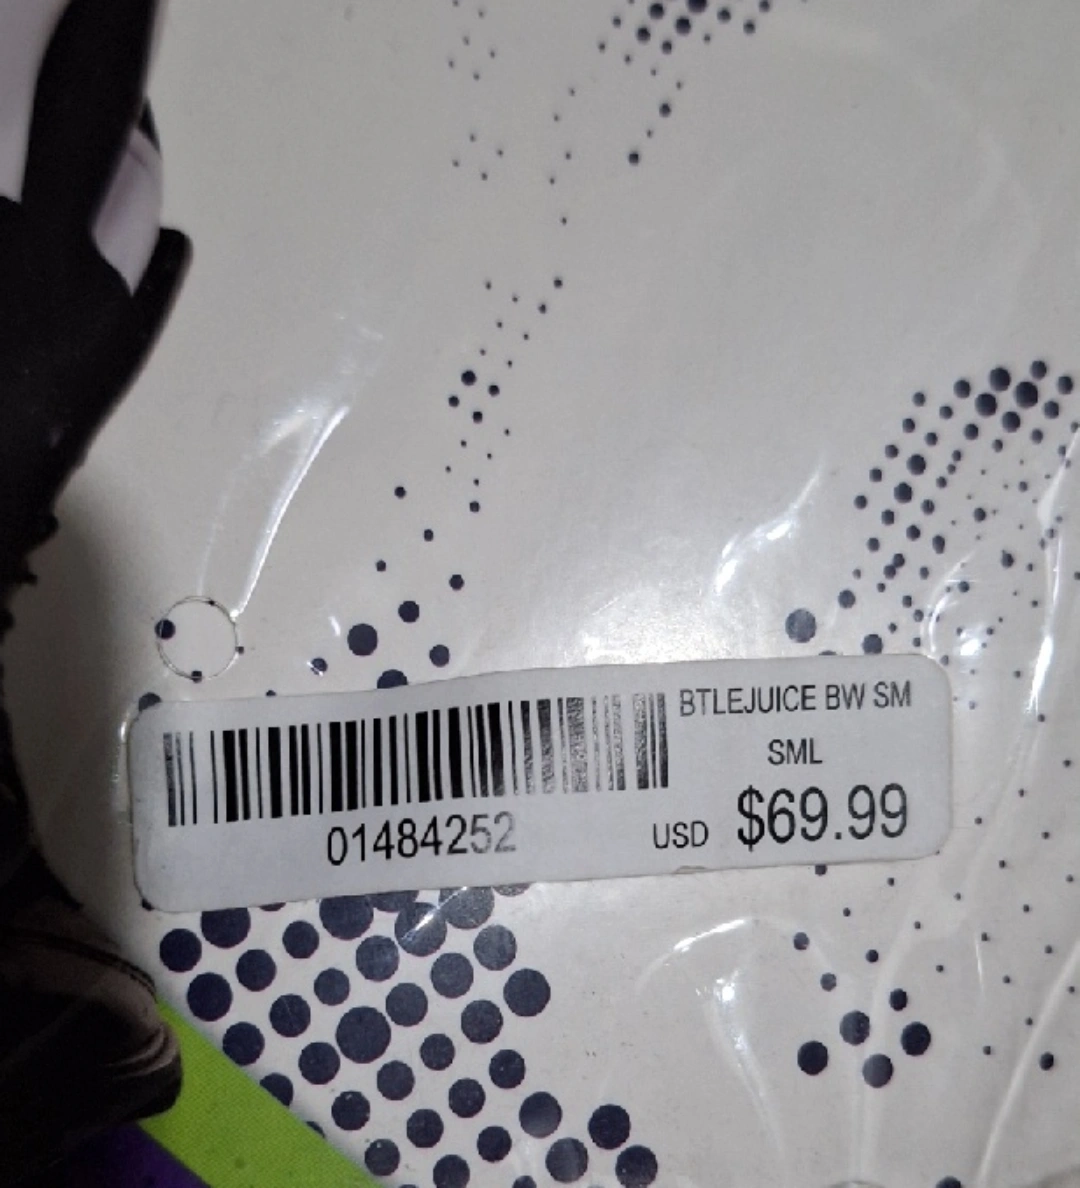 BTLEJUICE BW SM
SML
01484252
USD $69.99